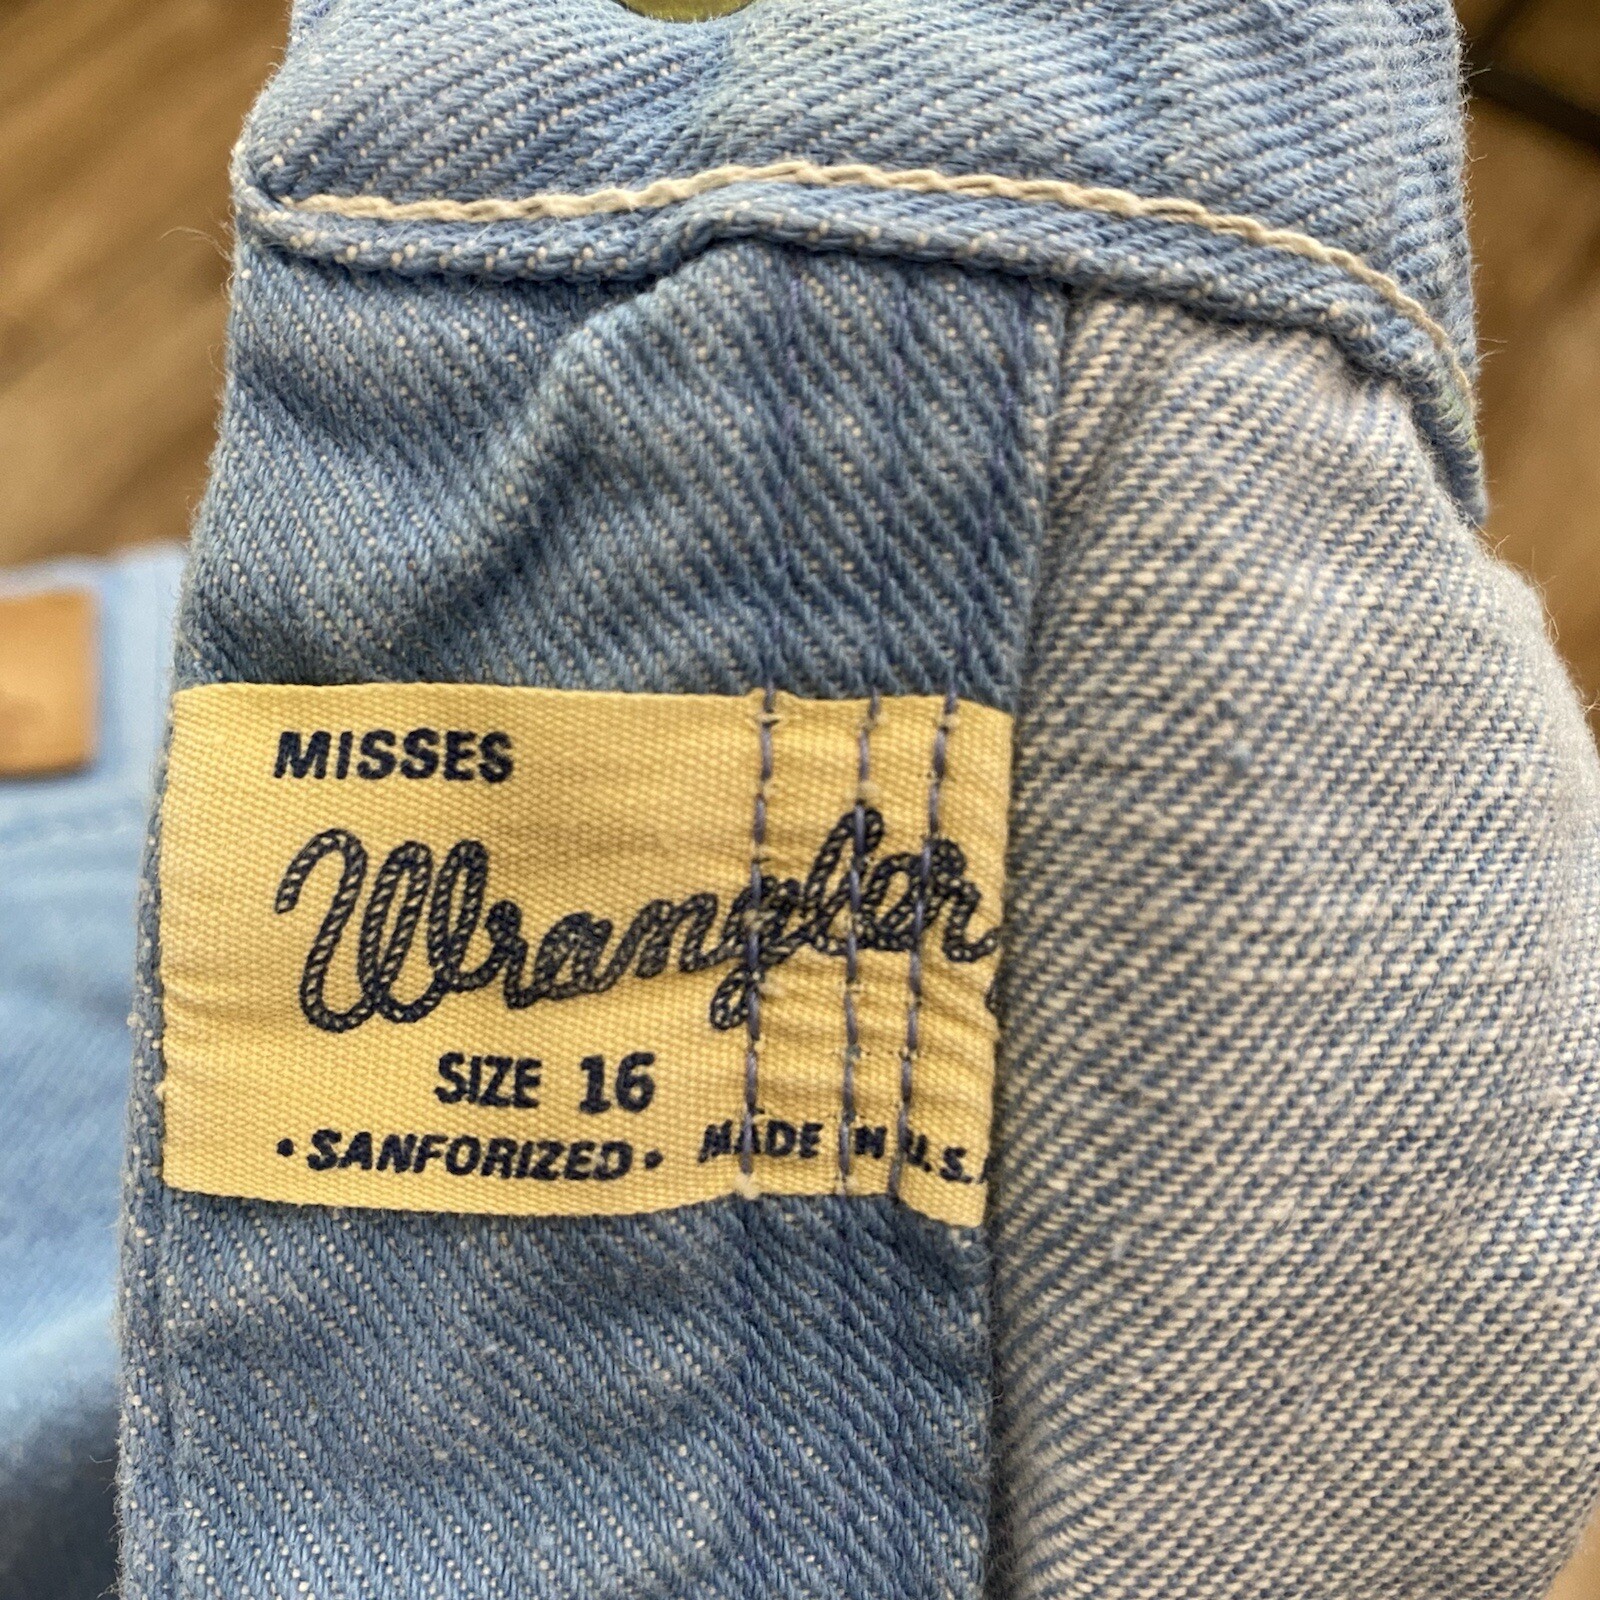 MISSES
Wrangler
SIZE 16
• SANFORIZED • MADE IN U.S.